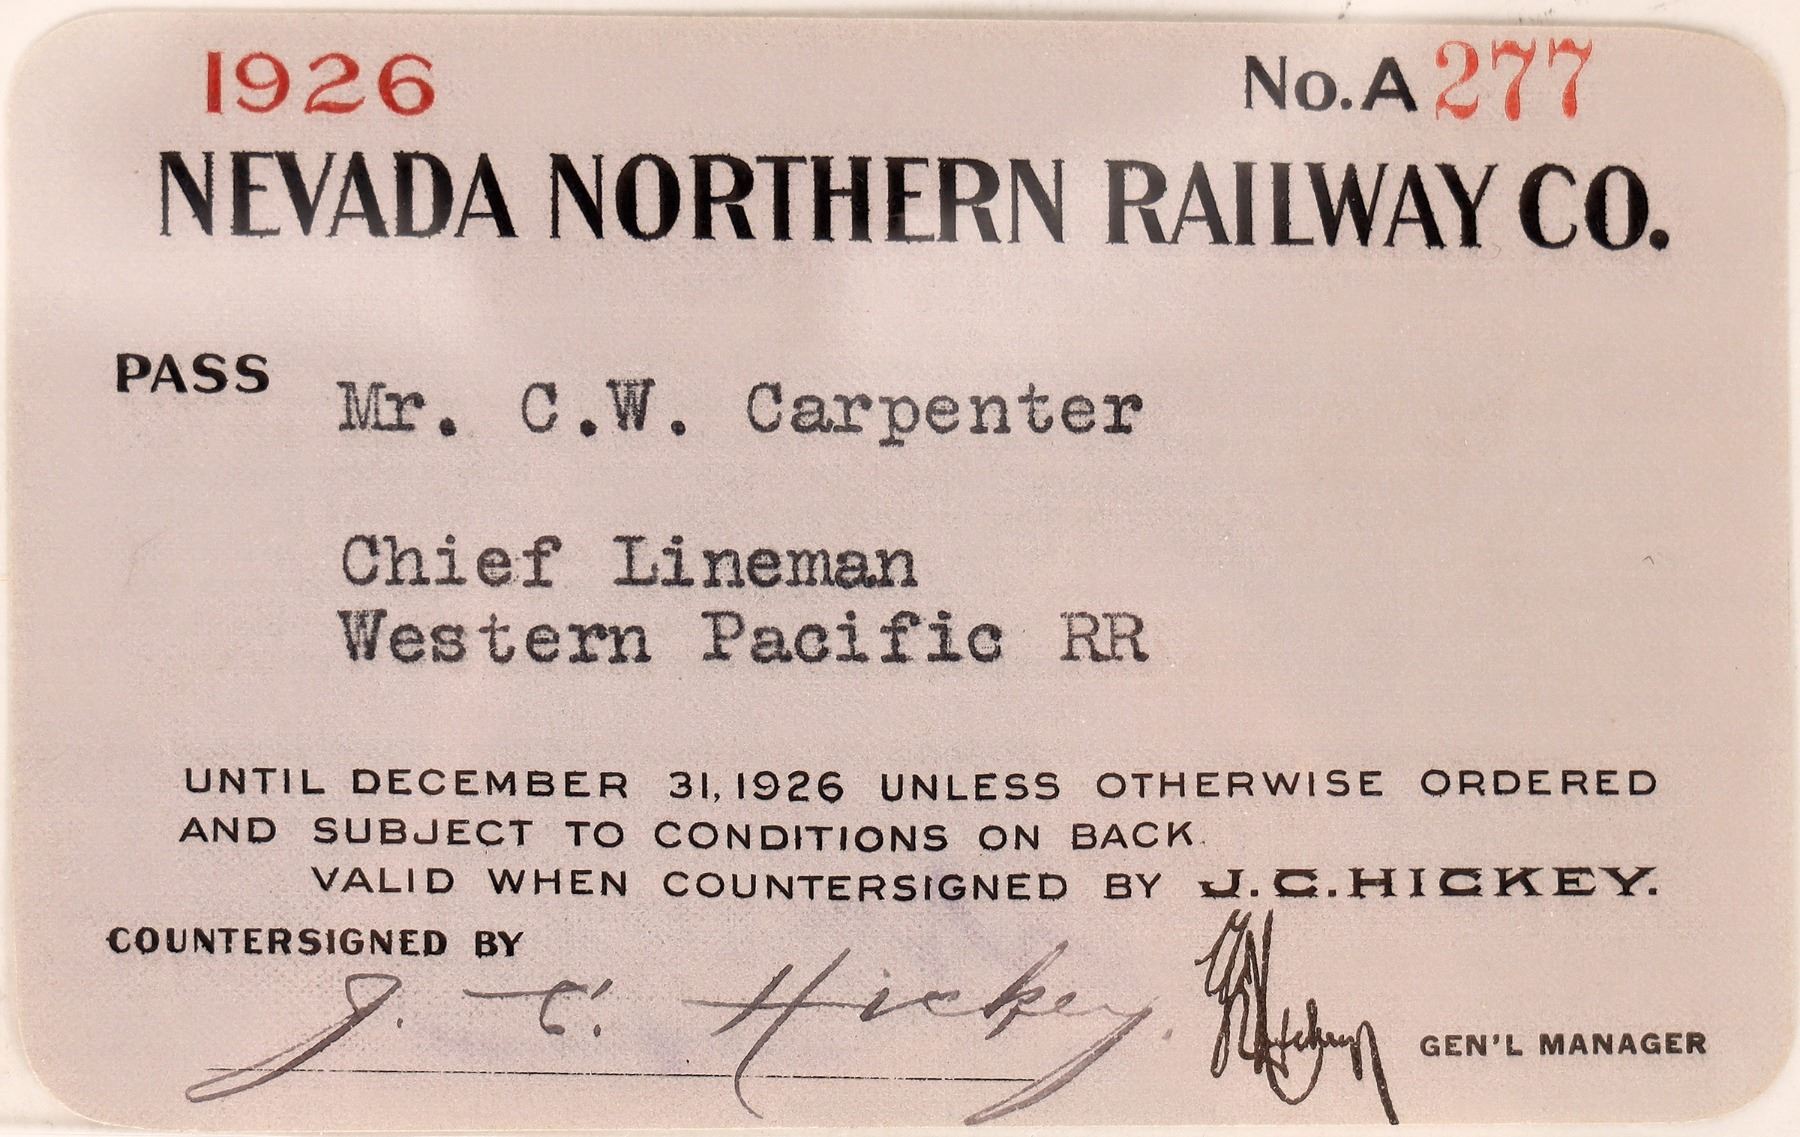 1926 No. A 277
NEVADA NORTHERN RAILWAY CO.
PASS Mr. C.W. Carpenter
Chief Lineman
Western Pacific RR
UNTIL DECEMBER 31, 1926 UNLESS OTHERWISE ORDERED
AND SUBJECT TO CONDITIONS ON BACK.
VALID WHEN COUNTERSIGNED BY J.C.HICKEY.
COUNTERSIGNED BY
J. C. Hickey.
GEN'L MANAGER